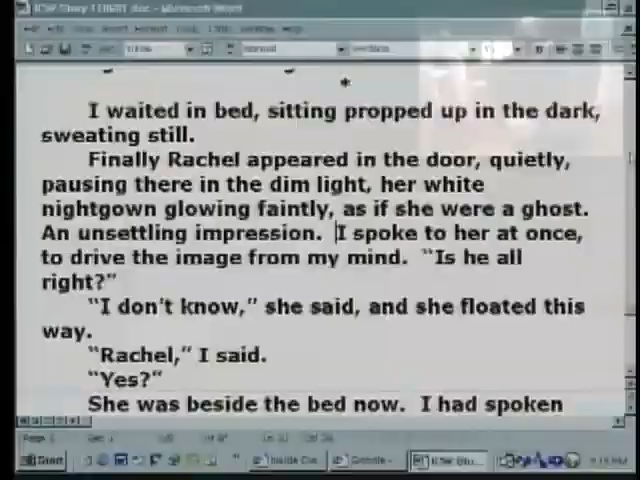 *
I waited in bed, sitting propped up in the dark,
sweating still.
Finally Rachel appeared in the door, quietly,
pausing there in the dim light, her white
nightgown glowing faintly, as if she were a ghost.
An unsettling impression.  I spoke to her at once,
to drive the image from my mind.  “Is he all
right?”
“I don't know,” she said, and she floated this
way.
“Rachel,” I said.
“Yes?”
She was beside the bed now.  I had spoken
Start
Google -